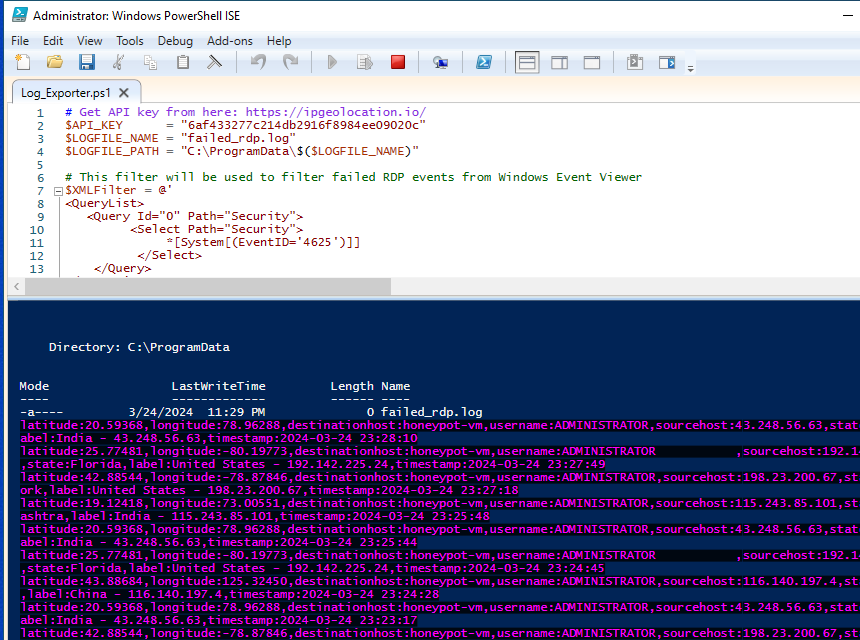 Administrator: Windows PowerShell ISE
File Edit View Tools Debug Add-ons Help
Log_Exporter.ps1
1 # Get API key from here: https://ipgeolocation.io/
2 $API_KEY = "6af433277c214db2916f8984ee09020c"
3 $LOGFILE_NAME = "failed_rdp.log"
4 $LOGFILE_PATH = "C:\ProgramData\$($LOGFILE_NAME)"
5
6 # This filter will be used to filter failed RDP events from Windows Event Viewer
7 $XMLFilter = @'
8 <QueryList>
9 <Query Id="0" Path="Security">
10 <Select Path="Security">
11 *[System[(EventID='4625')]]
12 </Select>
13 </Query>
Directory: C:\ProgramData
Mode LastWriteTime Length Name
---- ------------- ------ ----
-a---- 3/24/2024 11:29 PM 0 failed_rdp.log
latitude:20.59368,longitude:78.96288,destinationhost:honeypot-vm,username:ADMINISTRATOR,sourcehost:43.248.56.63,stat
abel:India - 43.248.56.63,timestamp:2024-03-24 23:28:10
latitude:25.77481,longitude:-80.19773,destinationhost:honeypot-vm,username:ADMINISTRATOR ,sourcehost:192.14
,state:Florida,label:United States - 192.142.225.24,timestamp:2024-03-24 23:27:49
latitude:42.88544,longitude:-78.87846,destinationhost:honeypot-vm,username:ADMINISTRATOR,sourcehost:198.23.200.67,st
ork,label:United States - 198.23.200.67,timestamp:2024-03-24 23:27:18
latitude:19.12418,longitude:73.00551,destinationhost:honeypot-vm,username:ADMINISTRATOR,sourcehost:115.243.85.101,st
ashtra,label:India - 115.243.85.101,timestamp:2024-03-24 23:25:48
latitude:20.59368,longitude:78.96288,destinationhost:honeypot-vm,username:ADMINISTRATOR,sourcehost:43.248.56.63,stat
abel:India - 43.248.56.63,timestamp:2024-03-24 23:25:44
latitude:25.77481,longitude:-80.19773,destinationhost:honeypot-vm,username:ADMINISTRATOR ,sourcehost:192.14
,state:Florida,label:United States - 192.142.225.24,timestamp:2024-03-24 23:24:45
latitude:43.88684,longitude:125.32450,destinationhost:honeypot-vm,username:ADMINISTRATOR,sourcehost:116.140.197.4,st
,label:China - 116.140.197.4,timestamp:2024-03-24 23:24:28
latitude:20.59368,longitude:78.96288,destinationhost:honeypot-vm,username:ADMINISTRATOR,sourcehost:43.248.56.63,stat
abel:India - 43.248.56.63,timestamp:2024-03-24 23:23:17
latitude:42.88544,longitude:-78.87846,destinationhost:honeypot-vm,username:ADMINISTRATOR,sourcehost:198.23.200.67,st